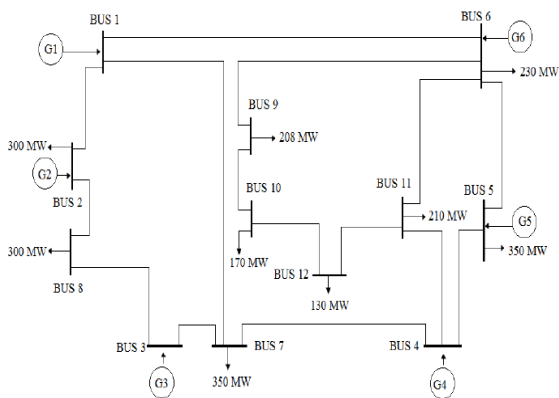 BUS 1
BUS 6
G1
G6
230 MW
BUS 9
208 MW
300 MW
G2
BUS 2
BUS 10
BUS 11
BUS 5
210 MW
G5
300 MW
170 MW
350 MW
BUS 8
BUS 12
130 MW
BUS 3
BUS 7
BUS 4
350 MW
G3
G4